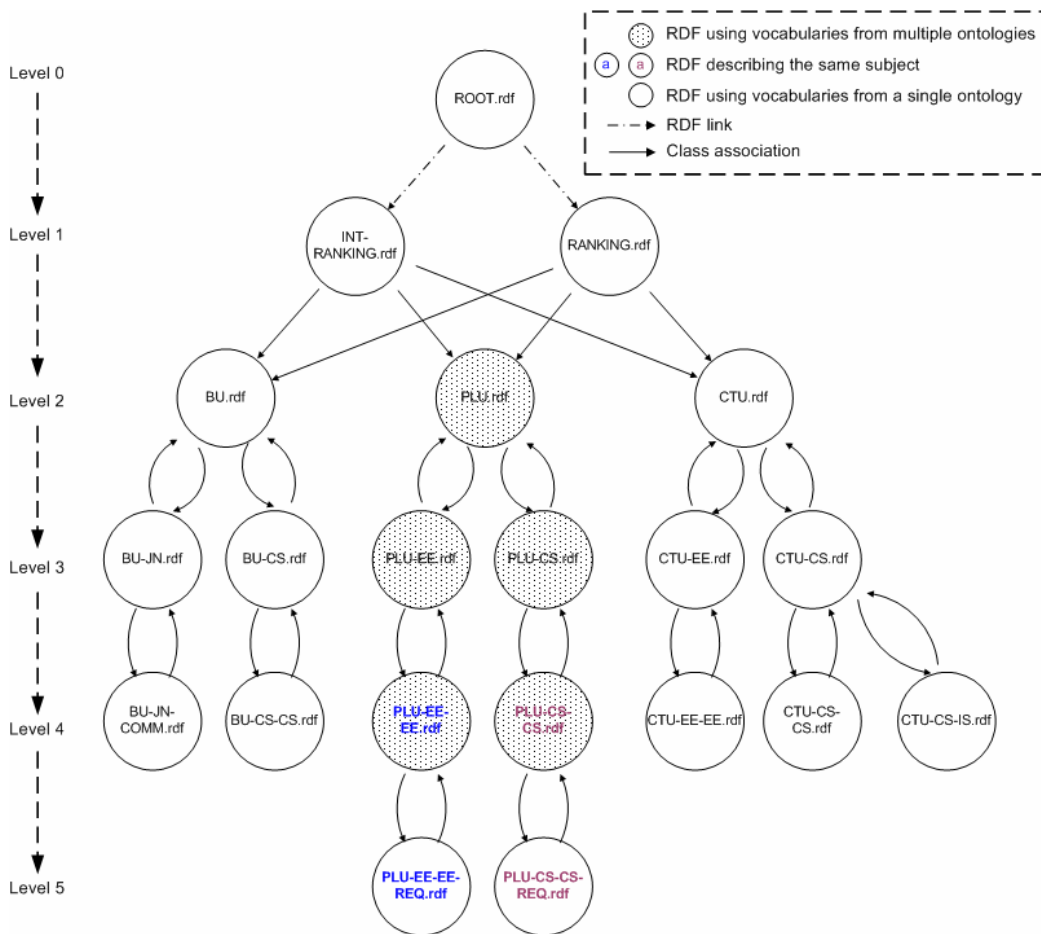 RDF using vocabularies from multiple ontologies
a a RDF describing the same subject
RDF using vocabularies from a single ontology
RDF link
Class association
Level 0
ROOT.rdf
Level 1
INT-
RANKING.rdf
RANKING.rdf
Level 2
BU.rdf
PLU.rdf
CTU.rdf
Level 3
BU-JN.rdf
BU-CS.rdf
PLU-EE.rdf
PLU-CS.rdf
CTU-EE.rdf
CTU-CS.rdf
Level 4
BU-JN-
COMM.rdf
BU-CS-CS.rdf
PLU-EE-
EE.rdf
PLU-CS-
CS.rdf
CTU-EE-EE.rdf
CTU-CS-
CS.rdf
CTU-CS-IS.rdf
Level 5
PLU-EE-EE-
REQ.rdf
PLU-CS-CS-
REQ.rdf